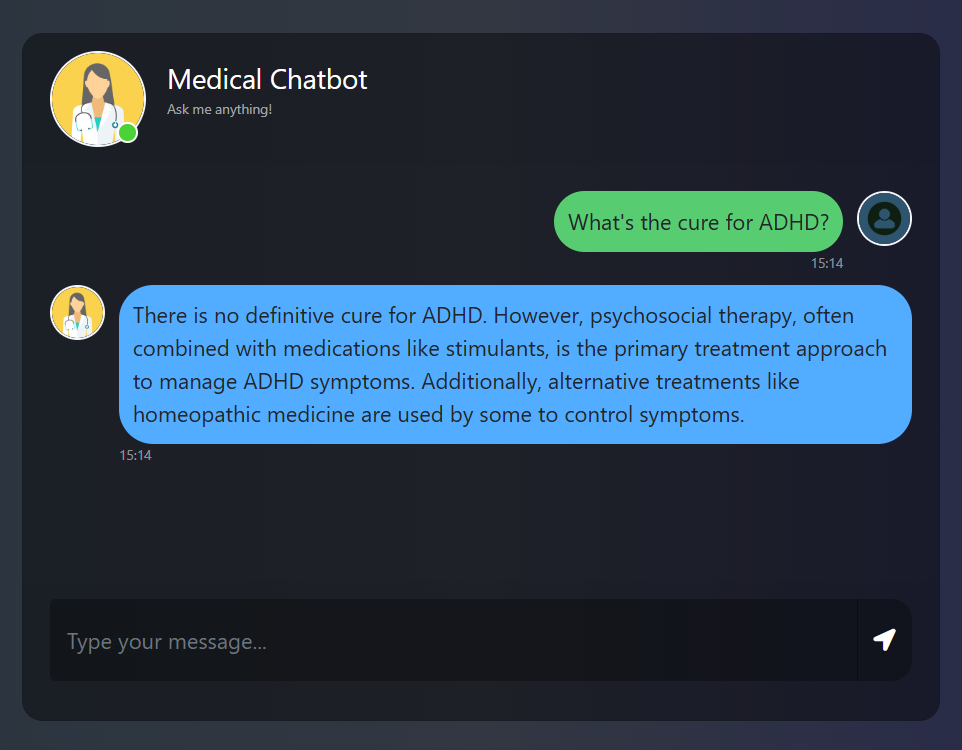 Medical Chatbot
Ask me anything!
What's the cure for ADHD?
15:14
There is no definitive cure for ADHD. However, psychosocial therapy, often
combined with medications like stimulants, is the primary treatment approach
to manage ADHD symptoms. Additionally, alternative treatments like
homeopathic medicine are used by some to control symptoms.
15:14
Type your message...